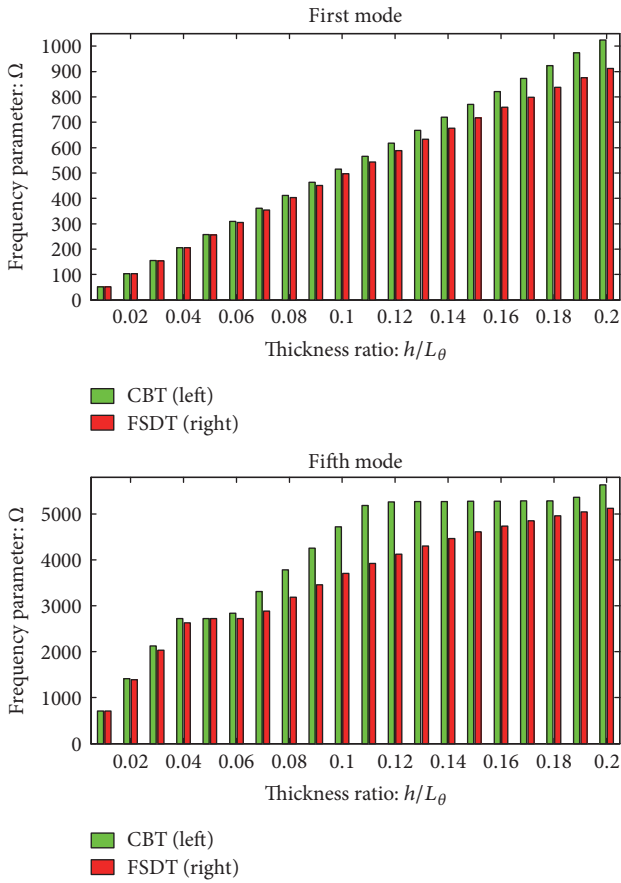 First mode
Frequency parameter: Ω
1000
900
800
700
600
500
400
300
200
100
0
0.02 0.04 0.06 0.08 0.1 0.12 0.14 0.16 0.18 0.2
Thickness ratio: h/Lθ
CBT (left)
FSDT (right)
Fifth mode
Frequency parameter: Ω
5000
4000
3000
2000
1000
0
0.02 0.04 0.06 0.08 0.1 0.12 0.14 0.16 0.18 0.2
Thickness ratio: h/Lθ
CBT (left)
FSDT (right)